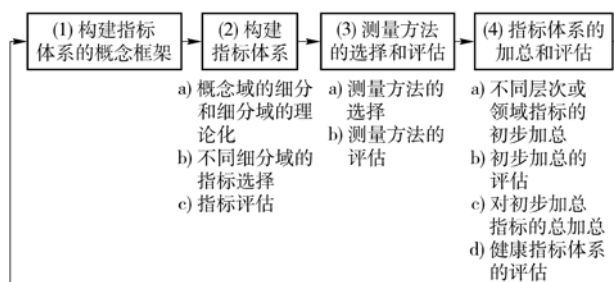 (1) 构建指标
体系的概念框架
(2) 构建
指标体系
(3) 测量方法
的选择和评估
(4) 指标体系的
加总和评估
a) 概念域的细分
和细分域的理
论化
b) 不同细分域的
指标选择
c) 指标评估
a) 测量方法的
选择
b) 测量方法的
评估
a) 不同层次或
领域指标的
初步加总
b) 初步加总的
评估
c) 对初步加总
指标的总加总
d) 健康指标体系
的评估